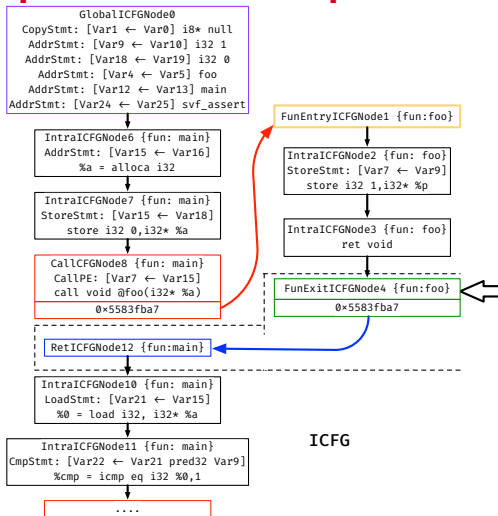 GlobalICFGNode0
CopyStmt: [Var1 ← Var0] i8* null
AddrStmt: [Var9 ← Var10] i32 1
AddrStmt: [Var18 ← Var19] i32 0
AddrStmt: [Var4 ← Var5] foo
AddrStmt: [Var12 ← Var13] main
AddrStmt: [Var24 ← Var25] svf_assert
IntraICFGNode6 {fun: main}
AddrStmt: [Var15 ← Var16]
%a = alloca i32
IntraICFGNode7 {fun: main}
StoreStmt: [Var15 ← Var18]
store i32 0,i32* %a
CallCFGNode8 {fun: main}
CallPE: [Var7 ← Var15]
call void @foo(i32* %a)
0×5583fba7
FunEntryICFGNode1 {fun:foo}
IntraICFGNode2 {fun: foo}
StoreStmt: [Var7 ← Var9]
store i32 1,i32* %p
IntraICFGNode3 {fun: foo}
ret void
FunExitICFGNode4 {fun:foo}
0×5583fba7
RetICFGNode12 {fun:main}
IntraICFGNode10 {fun: main}
LoadStmt: [Var21 ← Var15]
%0 = load i32, i32* %a
IntraICFGNode11 {fun: main}
CmpStmt: [Var22 ← Var21 pred32 Var9]
%cmp = icmp eq i32 %0,1
....
ICFG